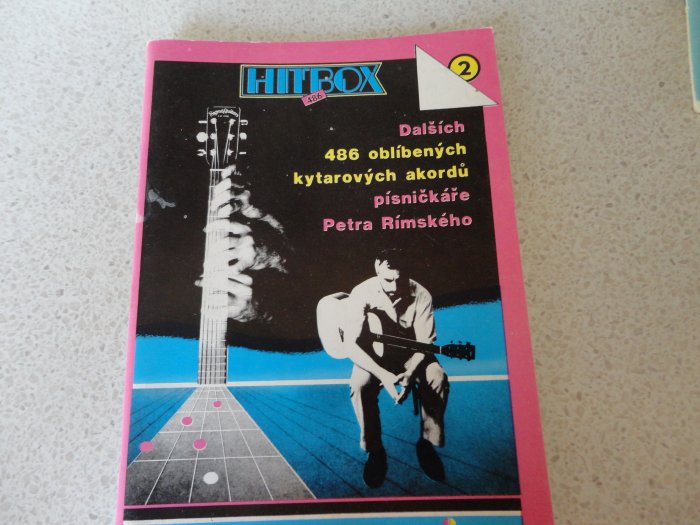 HITBOX
486
2
Dalších
486 oblíbených
kytarových akordů
písničkáře
Petra Rímského